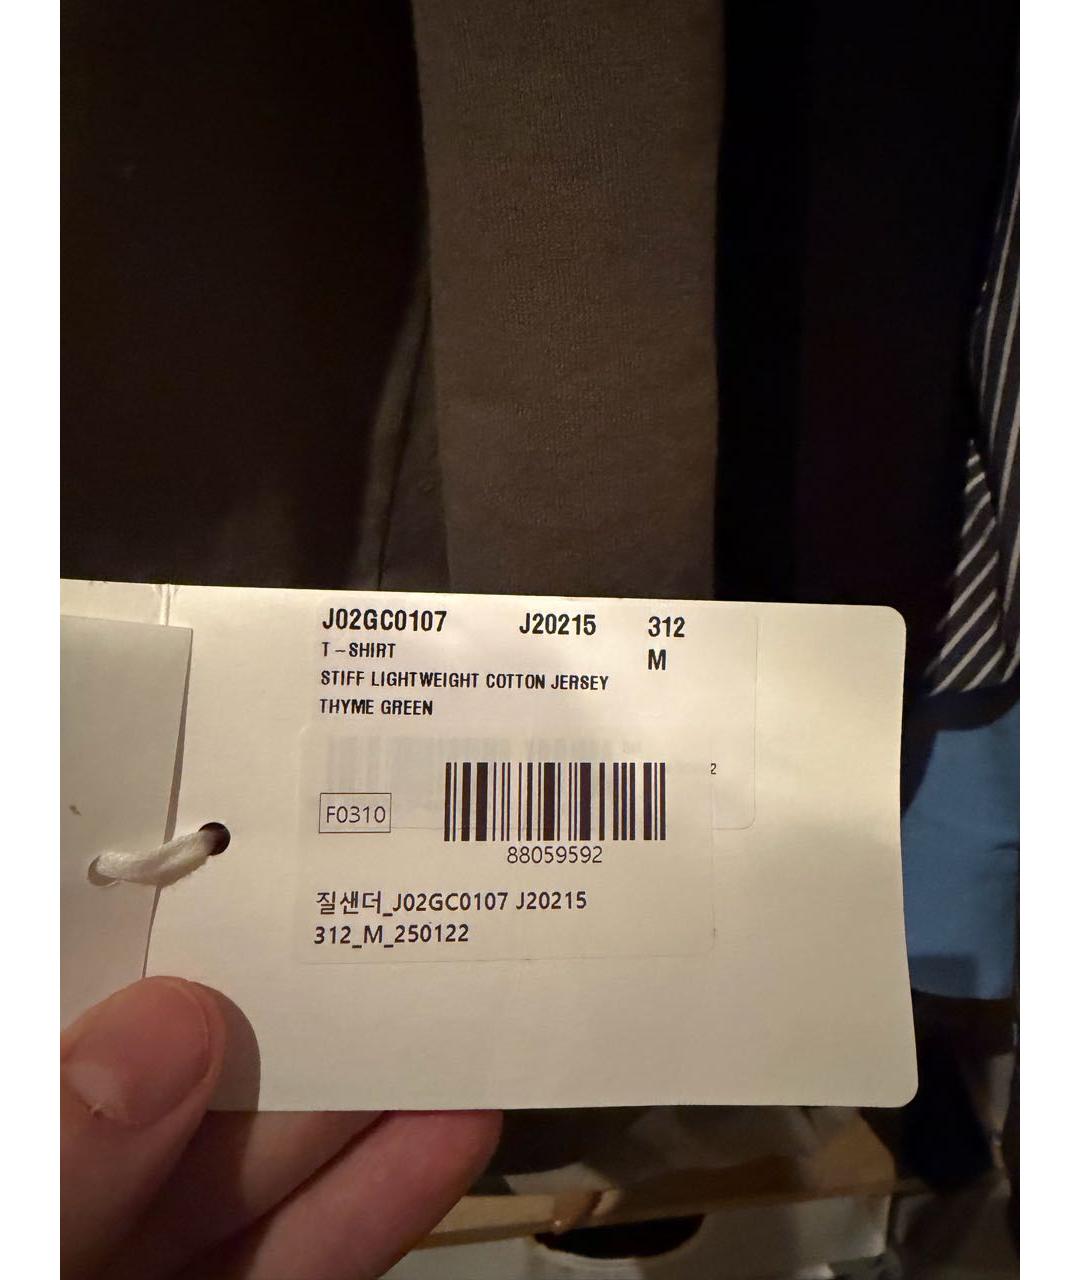 J02GC0107 J20215 312
T-SHIRT M
STIFF LIGHTWEIGHT COTTON JERSEY
THYME GREEN
2
F0310
88059592
질샌더_J02GC0107 J20215
312_M_250122